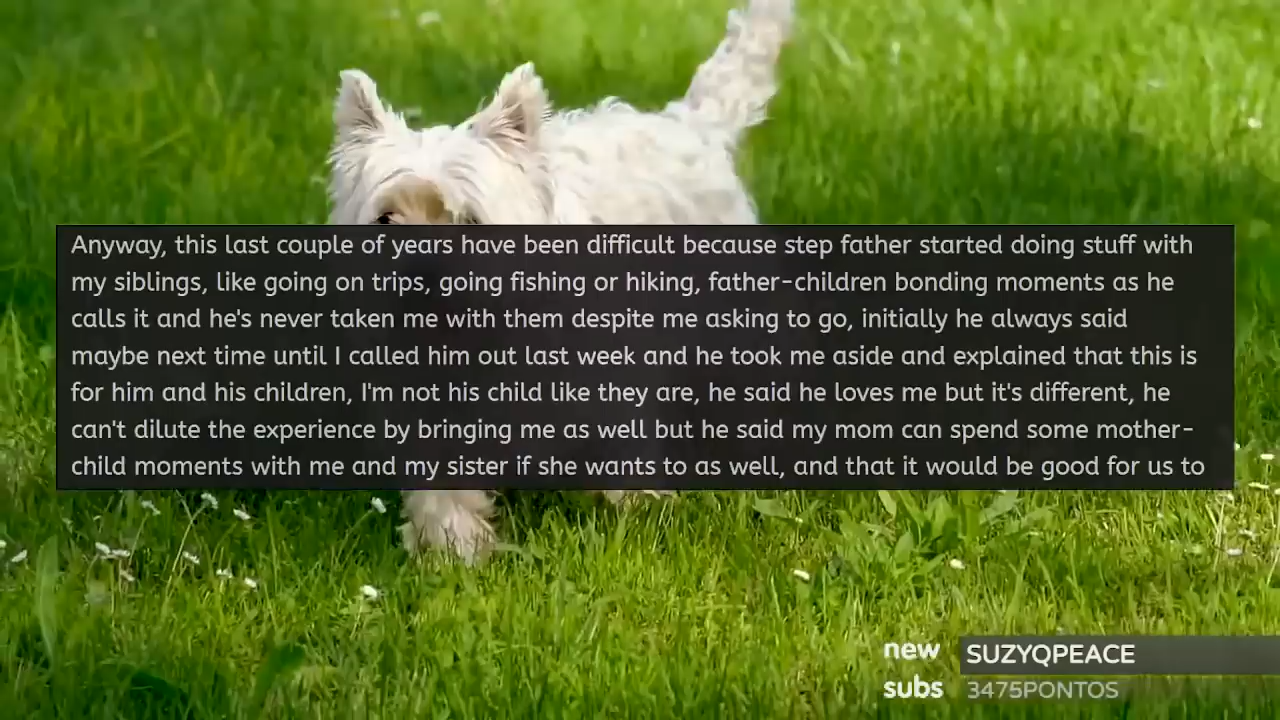 Anyway, this last couple of years have been difficult because step father started doing stuff with
my siblings, like going on trips, going fishing or hiking, father-children bonding moments as he
calls it and he's never taken me with them despite me asking to go, initially he always said
maybe next time until I called him out last week and he took me aside and explained that this is
for him and his children, I'm not his child like they are, he said he loves me but it's different, he
can't dilute the experience by bringing me as well but he said my mom can spend some mother-
child moments with me and my sister if she wants to as well, and that it would be good for us to
new SUZYQPEACE
subs 3475PONTOS